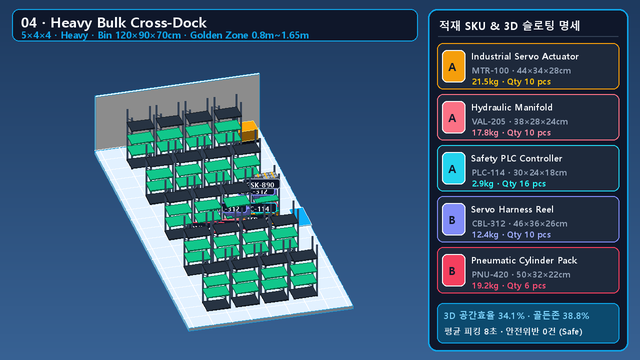 04 · Heavy Bulk Cross-Dock
5×4×4 · Heavy · Bin 120×90×70cm · Golden Zone 0.8m~1.65m
SK-890
적재 SKU & 3D 슬로팅 명세
A
Industrial Servo Actuator
MTR-100 · 44×34×28cm
21.5kg · Qty 10 pcs
A
Hydraulic Manifold
VAL-205 · 38×28×24cm
17.8kg · Qty 10 pcs
A
Safety PLC Controller
PLC-114 · 30×24×18cm
2.9kg · Qty 16 pcs
B
Servo Harness Reel
CBL-312 · 46×36×26cm
12.4kg · Qty 10 pcs
B
Pneumatic Cylinder Pack
PNU-420 · 50×32×22cm
19.2kg · Qty 6 pcs
3D 공간효율 34.1% · 골든존 38.8%
평균 피킹 8초 · 안전위반 0건 (Safe)